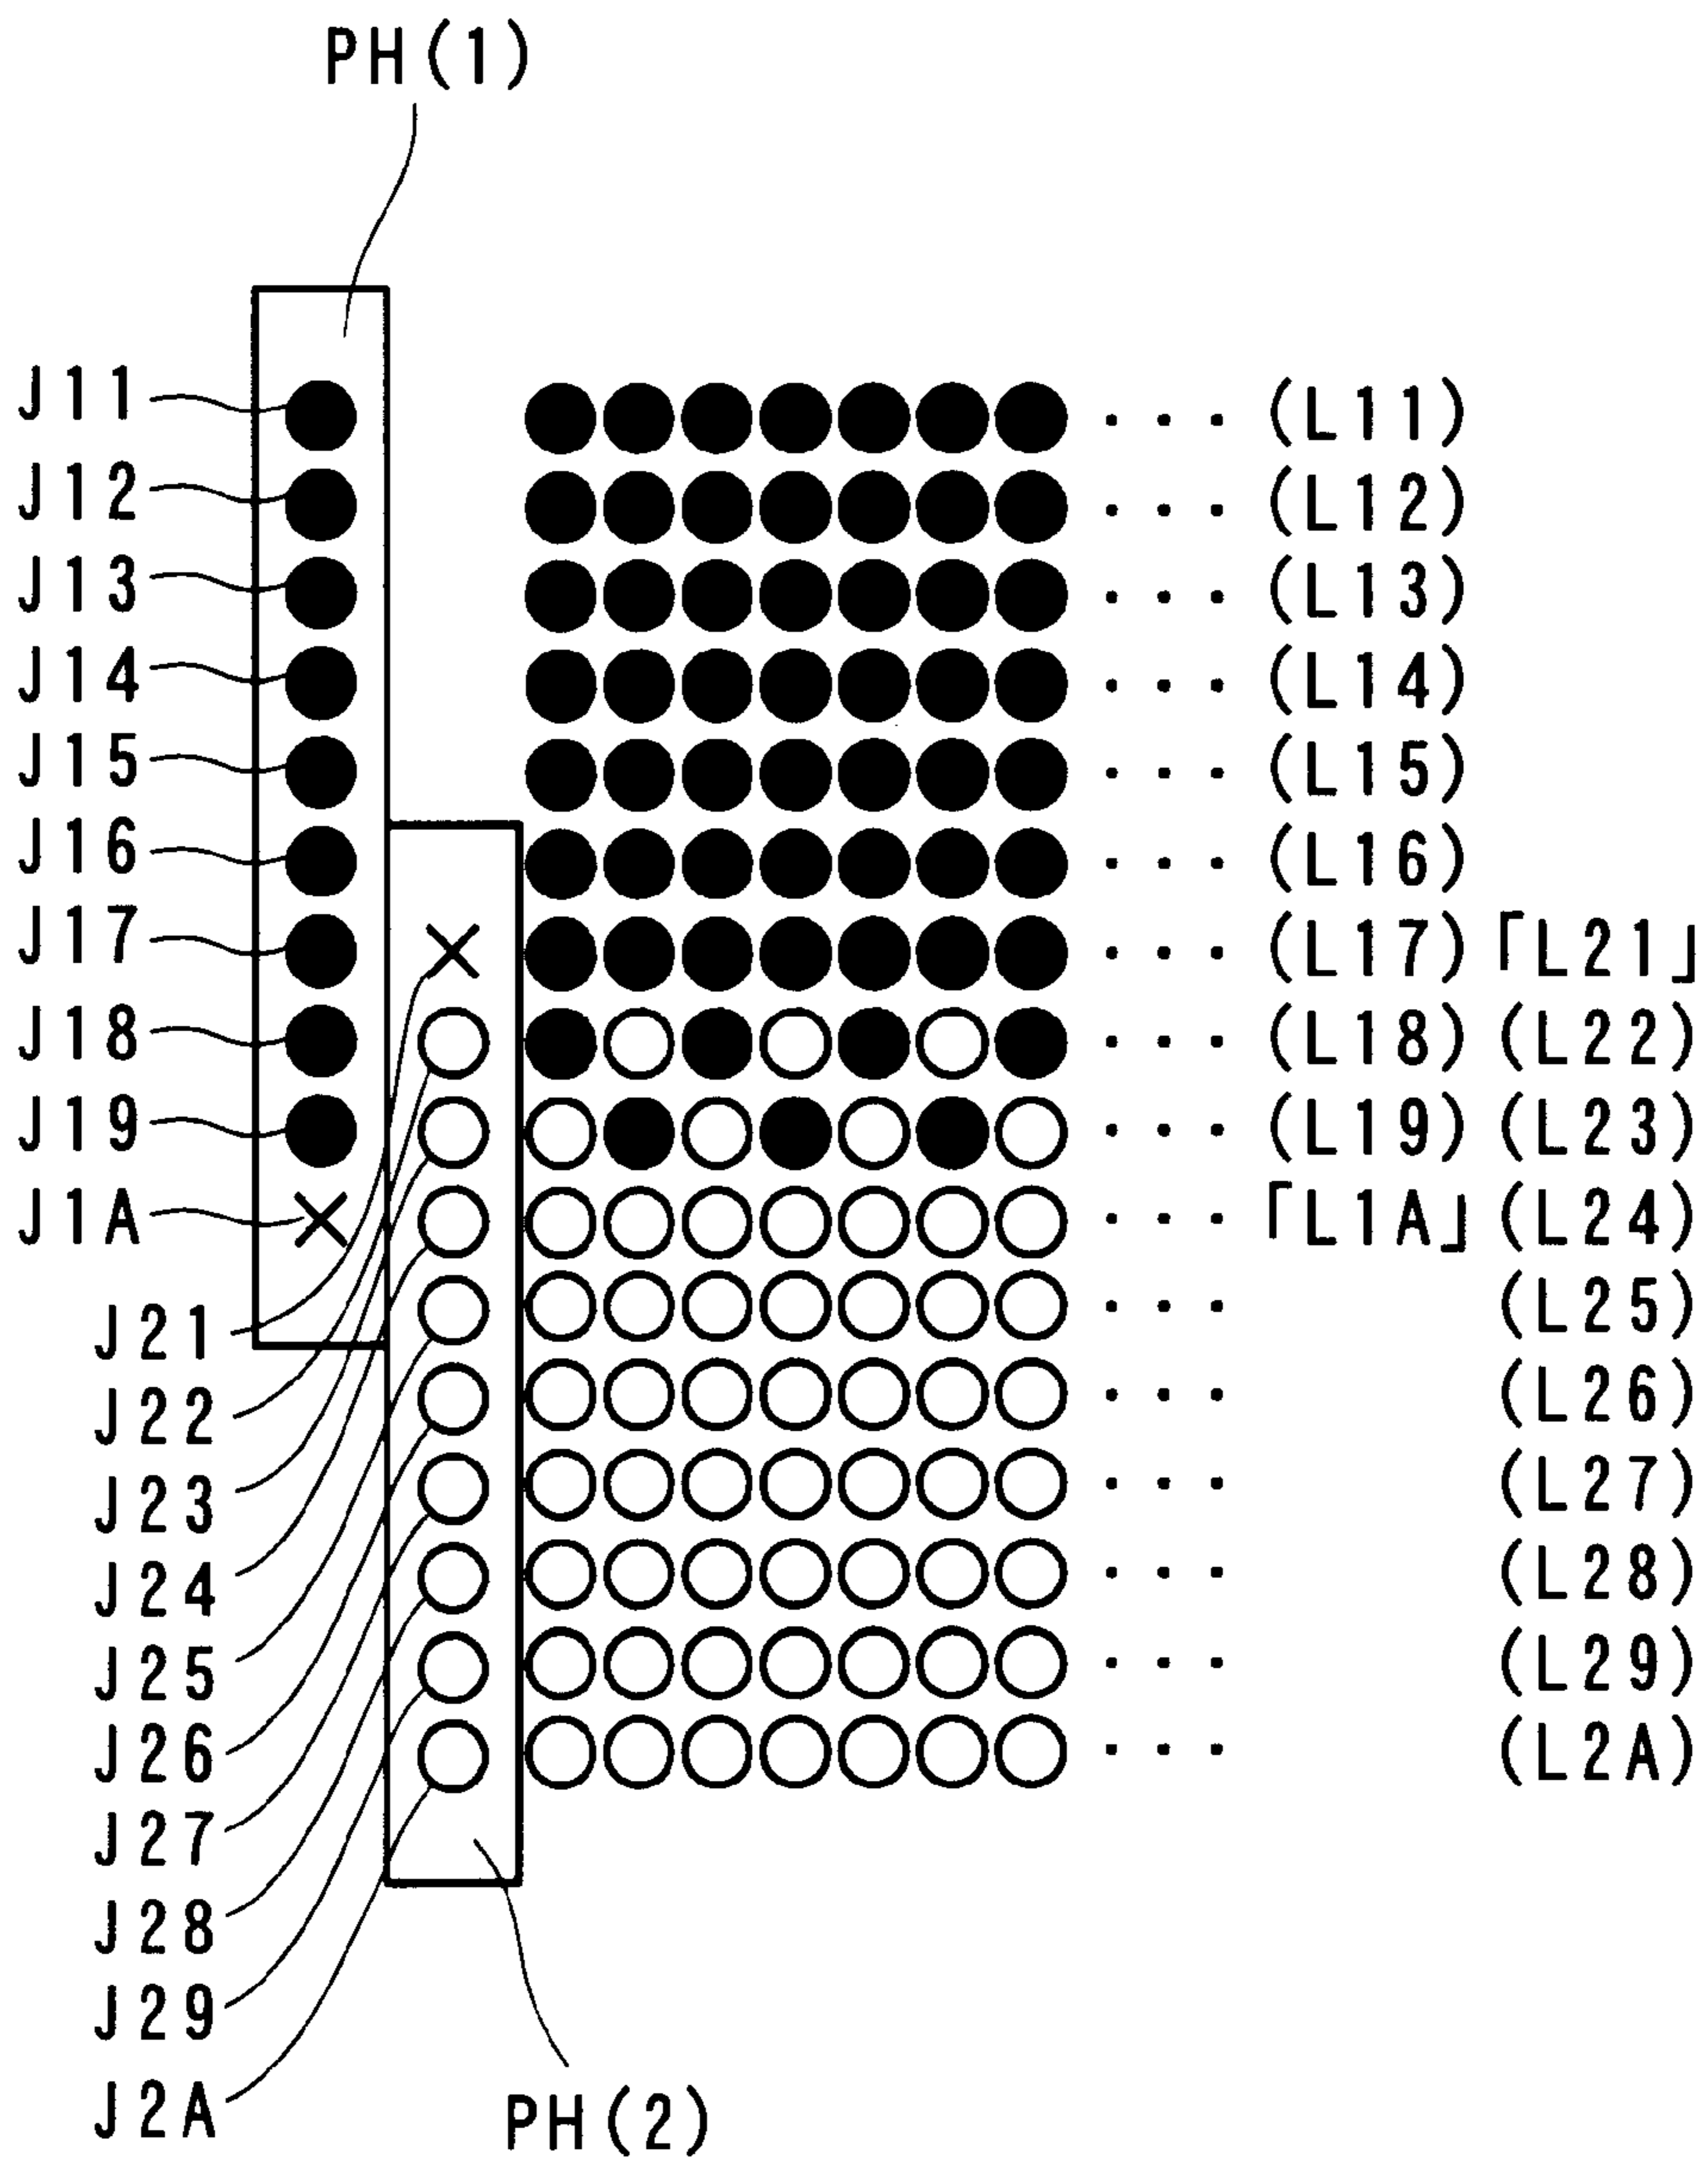 PH(1)
J11 ... (L11)
J12 ... (L12)
J13 ... (L13)
J14 ... (L14)
J15 ... (L15)
J16 ... (L16)
J17 ... (L17) 「L21」
J18 ... (L18) (L22)
J19 ... (L19) (L23)
J1A ... 「L1A」 (L24)
J21 ... (L25)
J22 ... (L26)
J23 ... (L27)
J24 ... (L28)
J25 ... (L29)
J26 ... (L2A)
J27
J28
J29
J2A
PH(2)